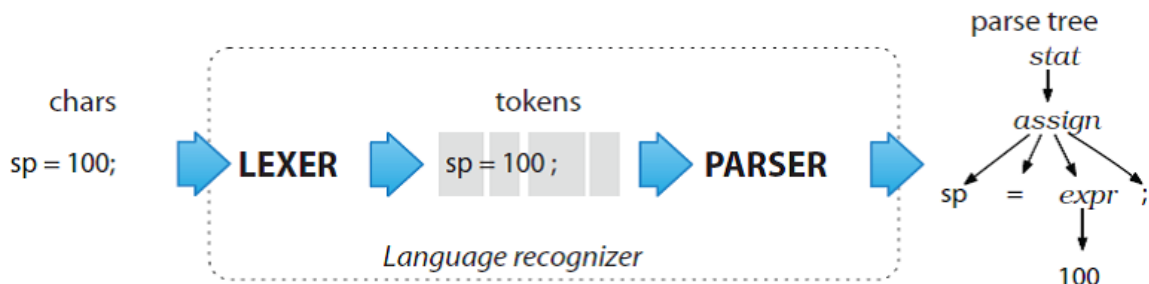 chars
sp = 100;
LEXER
tokens
sp = 100 ;
PARSER
Language recognizer
parse tree
stat
assign
sp = expr ;
100